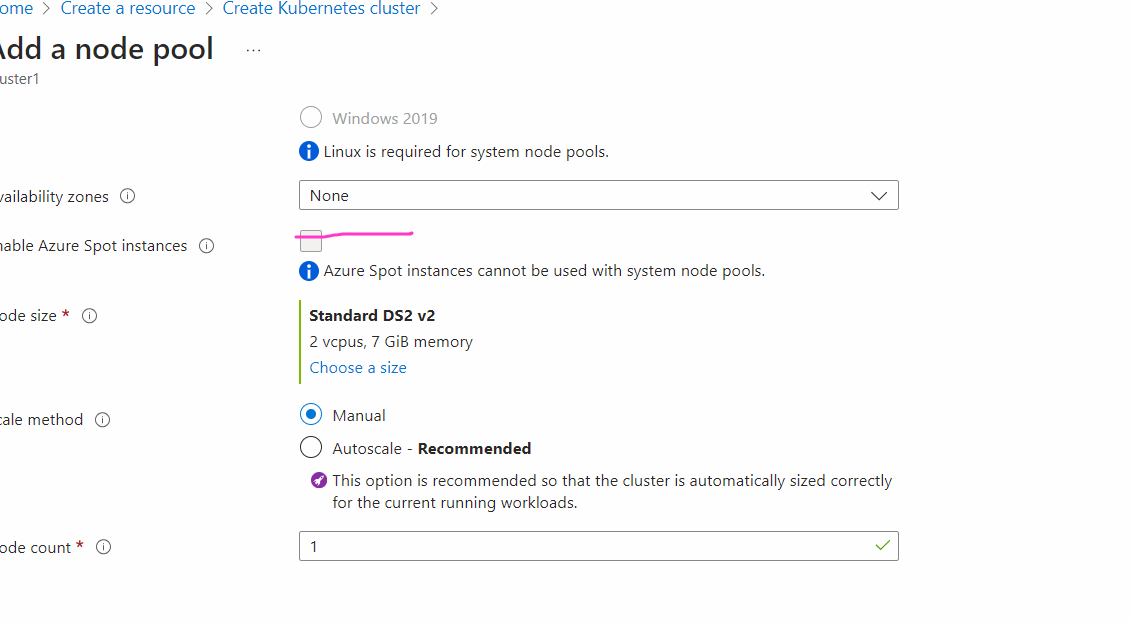 ome > Create a resource > Create Kubernetes cluster >
Add a node pool ...
uster1
Windows 2019
Linux is required for system node pools.
vailability zones
None
nable Azure Spot instances
Azure Spot instances cannot be used with system node pools.
ode size *
Standard DS2 v2
2 vcpus, 7 GiB memory
Choose a size
cale method
Manual
Autoscale - Recommended
This option is recommended so that the cluster is automatically sized correctly
for the current running workloads.
ode count *
1